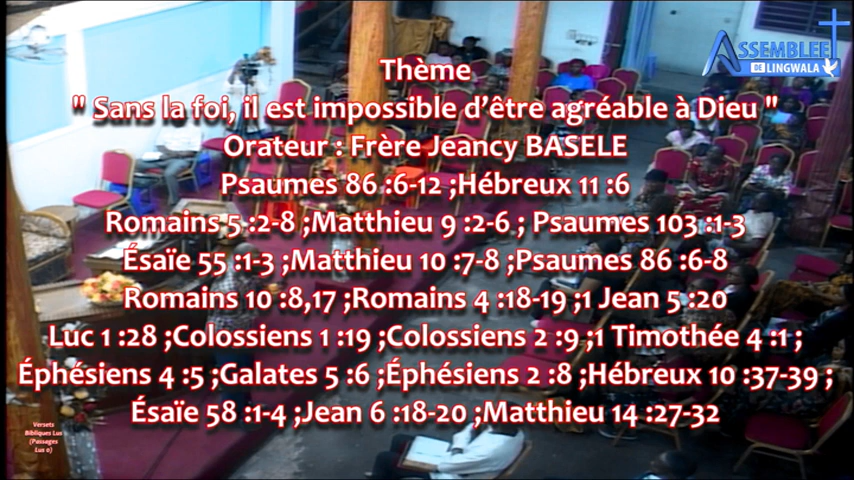 ASSEMBLEE
DE LINGWALA
Thème
" Sans la foi, il est impossible d’être agréable à Dieu "
Orateur : Frère Jeancy BASELE
Psaumes 86 :6-12 ;Hébreux 11 :6
Romains 5 :2-8 ;Matthieu 9 :2-6 ; Psaumes 103 :1-3
Ésaïe 55 :1-3 ;Matthieu 10 :7-8 ;Psaumes 86 :6-8
Romains 10 :8,17 ;Romains 4 :18-19 ;1 Jean 5 :20
Luc 1 :28 ;Colossiens 1 :19 ;Colossiens 2 :9 ;1 Timothée 4 :1 ;
Éphésiens 4 :5 ;Galates 5 :6 ;Éphésiens 2 :8 ;Hébreux 10 :37-39 ;
Ésaïe 58 :1-4 ;Jean 6 :18-20 ;Matthieu 14 :27-32
Versets
Bibliques Lus
(Passages
Lus 0)